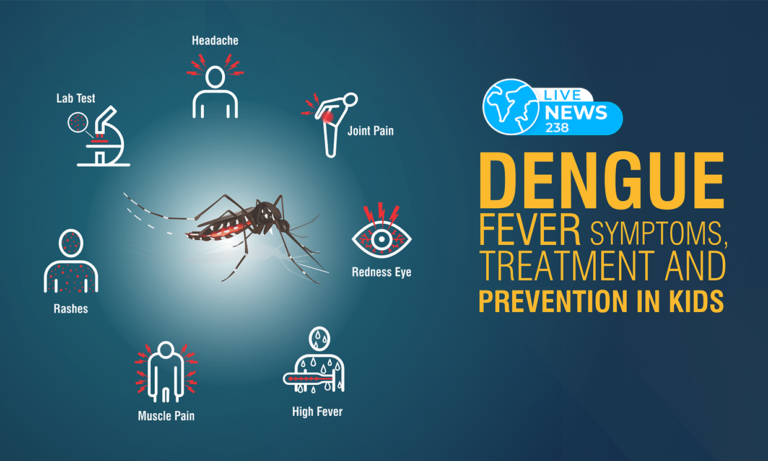 Headache
Lab Test
Joint Pain
Redness Eye
Rashes
High Fever
Muscle Pain
LIVE
NEWS
238
DENGUE
FEVER SYMPTOMS,
TREATMENT AND
PREVENTION IN KIDS